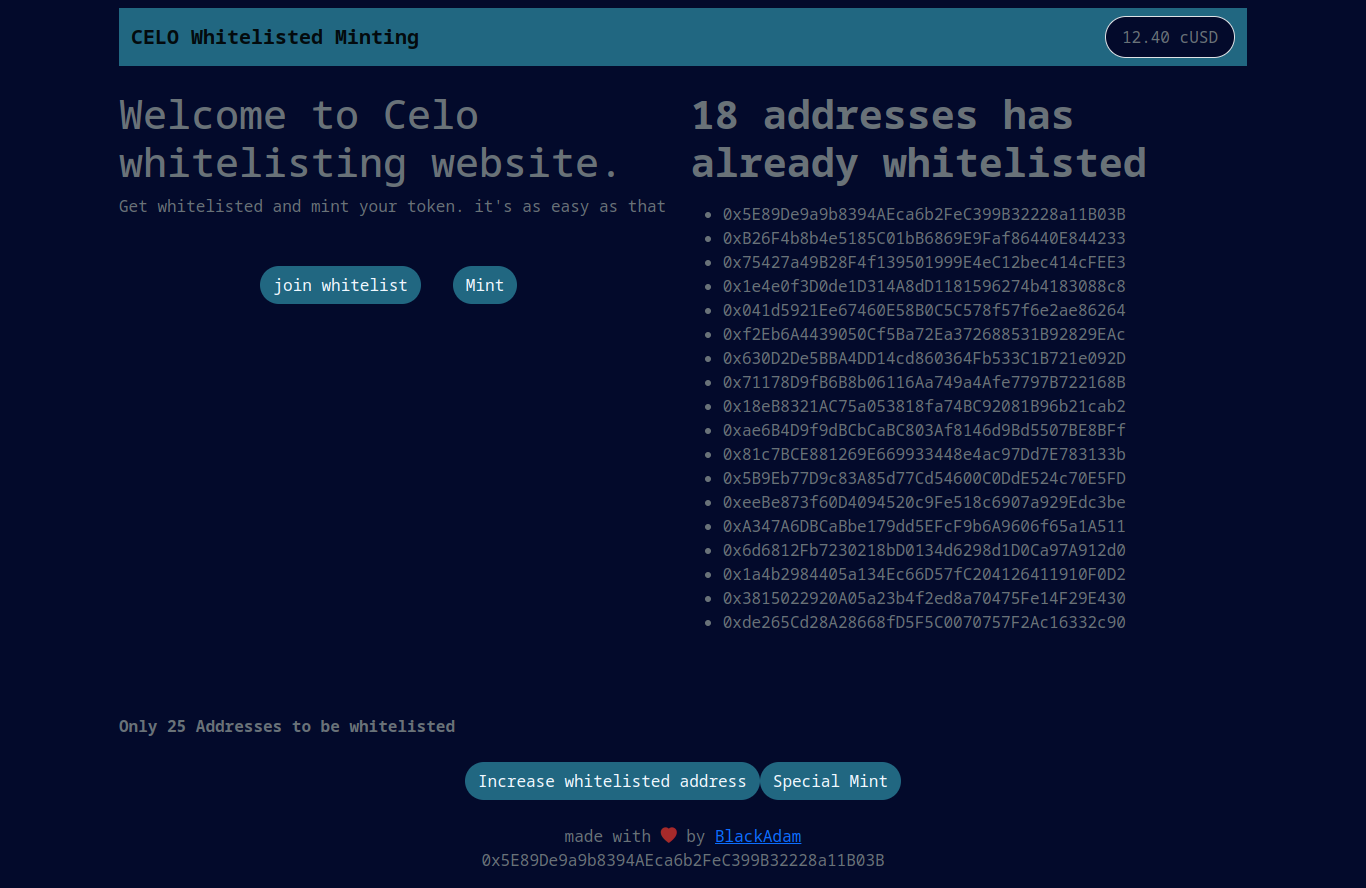 CELO Whitelisted Minting
12.40 cUSD
Welcome to Celo
whitelisting website.
Get whitelisted and mint your token. it's as easy as that
join whitelist
Mint
18 addresses has
already whitelisted
0x5E89De9a9b8394AEca6b2FeC399B32228a11B03B
0xB26F4b8b4e5185C01bB6869E9Faf86440E844233
0x75427a49B28F4f139501999E4eC12bec414cFEE3
0x1e4e0f3D0de1D314A8dD1181596274b4183088c8
0x041d5921Ee67460E58B0C5C578f57f6e2ae86264
0xf2Eb6A4439050Cf5Ba72Ea372688531B92829EAc
0x630D2De5BBA4DD14cd860364Fb533C1B721e092D
0x71178D9fB6B8b06116Aa749a4Afe7797B722168B
0x18eB8321AC75a053818fa74BC92081B96b21cab2
0xae6B4D9f9dBCbCaBC803Af8146d9Bd5507BE8BFf
0x81c7BCE881269E669933448e4ac97Dd7E783133b
0x5B9Eb77D9c83A85d77Cd54600C0DdE524c70E5FD
0xeeBe873f60D4094520c9Fe518c6907a929Edc3be
0xA347A6DBCaBbe179dd5EFcF9b6A9606f65a1A511
0x6d6812Fb7230218bD0134d6298d1D0Ca97A912d0
0x1a4b2984405a134Ec66D57fC204126411910F0D2
0x3815022920A05a23b4f2ed8a70475Fe14F29E430
0xde265Cd28A28668fD5F5C0070757F2Ac16332c90
Only 25 Addresses to be whitelisted
Increase whitelisted address
Special Mint
made with ❤ by BlackAdam
0x5E89De9a9b8394AEca6b2FeC399B32228a11B03B